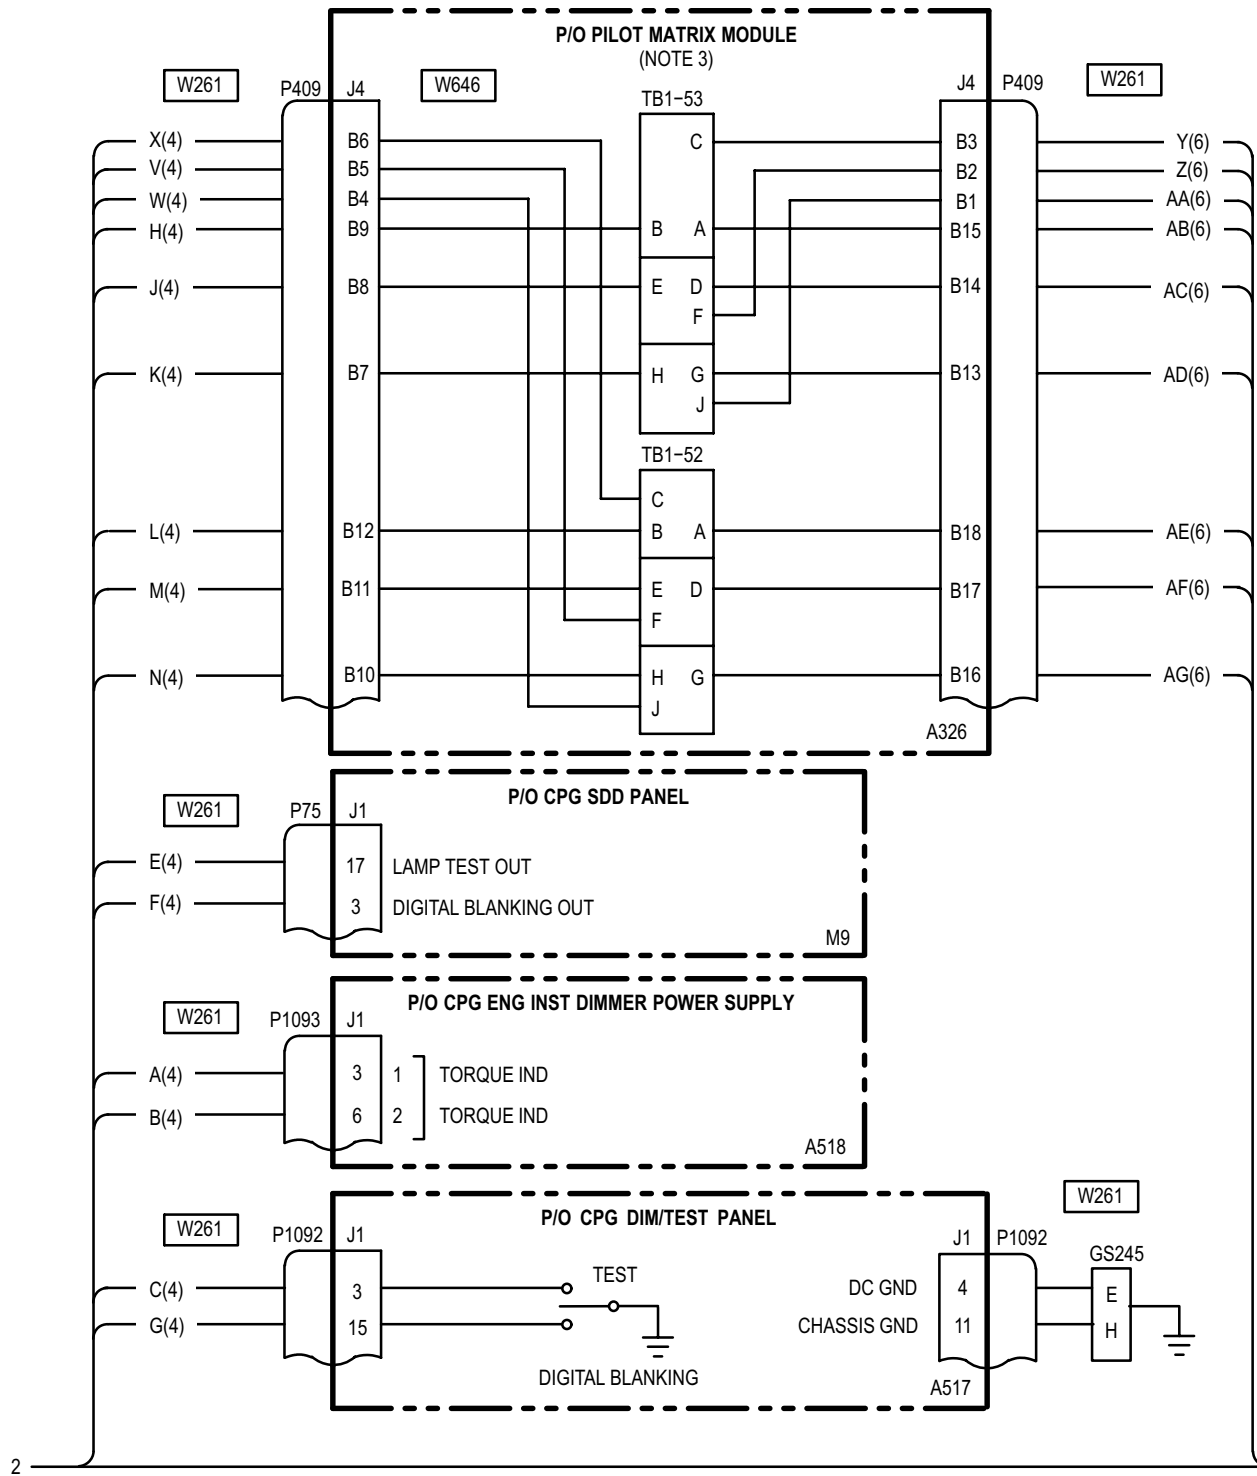 P/O PILOT MATRIX MODULE
(NOTE 3)
W261 P409 J4 W646 TB1−53 J4 P409 W261
X(4) B6 C B3 Y(6)
V(4) B5 B2 Z(6)
W(4) B4 B1 AA(6)
H(4) B9 B A B15 AB(6)
J(4) B8 E D B14 AC(6)
F
K(4) B7 H G B13 AD(6)
J
TB1−52
C
L(4) B12 B A B18 AE(6)
M(4) B11 E D B17 AF(6)
F
N(4) B10 H G B16 AG(6)
J
A326
P/O CPG SDD PANEL
W261 P75 J1
E(4) 17 LAMP TEST OUT
F(4) 3 DIGITAL BLANKING OUT
M9
P/O CPG ENG INST DIMMER POWER SUPPLY
W261 P1093 J1
A(4) 3 1 TORQUE IND
B(4) 6 2 TORQUE IND
A518
P/O CPG DIM/TEST PANEL
W261
W261 P1092 J1 J1 P1092 GS245
C(4) 3 TEST DC GND 4 E
G(4) 15 CHASSIS GND 11 H
DIGITAL BLANKING
A517
2